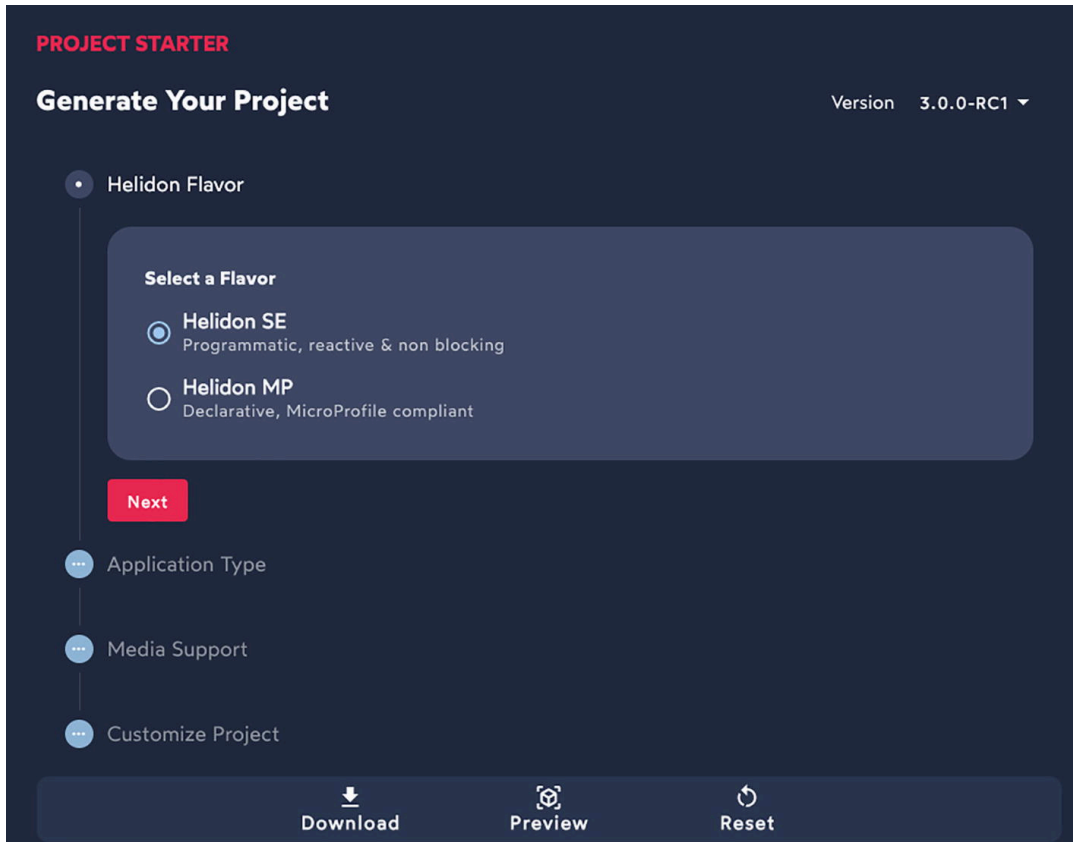 PROJECT STARTER
Generate Your Project
Version 3.0.0-RC1
Helidon Flavor
Select a Flavor
Helidon SE
Programmatic, reactive & non blocking
Helidon MP
Declarative, MicroProfile compliant
Next
Application Type
Media Support
Customize Project
Download Preview Reset